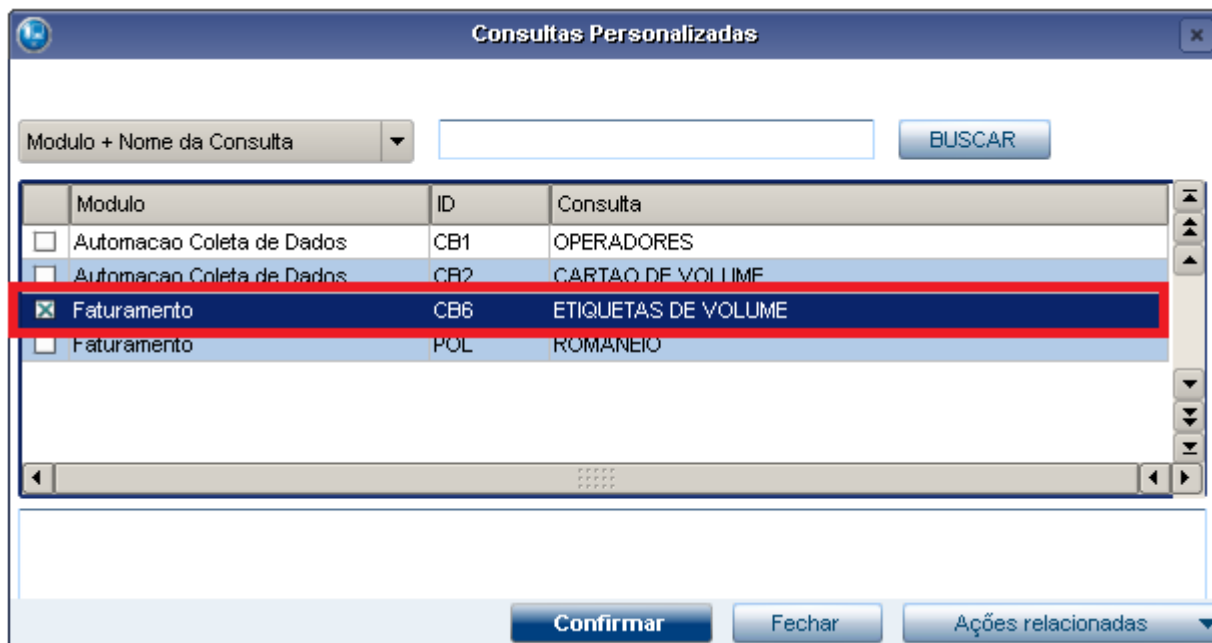 Consultas Personalizadas
Modulo + Nome da Consulta BUSCAR
Modulo ID Consulta
Automacao Coleta de Dados CB1 OPERADORES
Automacao Coleta de Dados CB2 CARTAO DE VOLUME
Faturamento CB6 ETIQUETAS DE VOLUME
Faturamento POL ROMANEIO
Confirmar Fechar Ações relacionadas